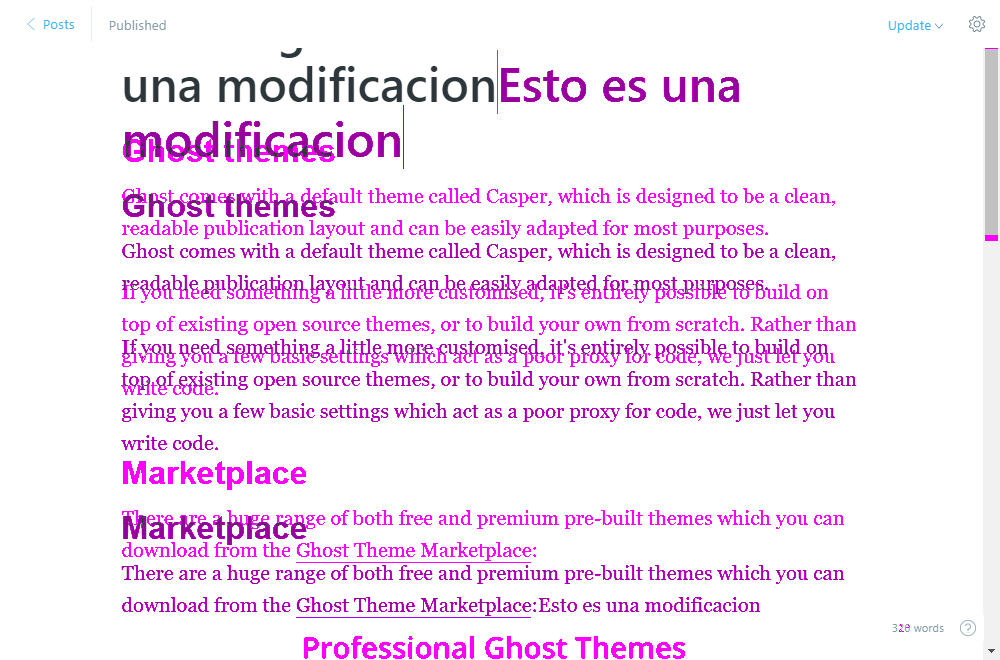 Posts
Published
Update
una modificacionEsto es una
modificacion
Ghost themes
Ghost comes with a default theme called Casper, which is designed to be a clean,
Ghost themes
readable publication layout and can be easily adapted for most purposes.
Ghost comes with a default theme called Casper, which is designed to be a clean,
readable publication layout and can be easily adapted for most purposes.
If you need something a little more customised, it's entirely possible to build on
top of existing open source themes, or to build your own from scratch. Rather than
If you need something a little more customised, it's entirely possible to build on
giving you a few basic settings which act as a poor proxy for code, we just let you
top of existing open source themes, or to build your own from scratch. Rather than
write code.
giving you a few basic settings which act as a poor proxy for code, we just let you
write code.
Marketplace
There are a huge range of both free and premium pre-built themes which you can
Marketplace
download from the Ghost Theme Marketplace:
There are a huge range of both free and premium pre-built themes which you can
download from the Ghost Theme Marketplace:Esto es una modificacion
words
Professional Ghost Themes